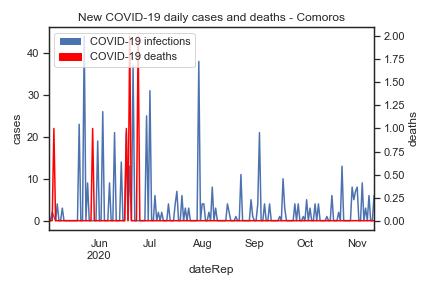 New COVID-19 daily cases and deaths - Comoros
COVID-19 infections
COVID-19 deaths
cases
40
30
20
10
0
deaths
2.00
1.75
1.50
1.25
1.00
0.75
0.50
0.25
0.00
Jun Jul Aug Sep Oct Nov
2020
dateRep